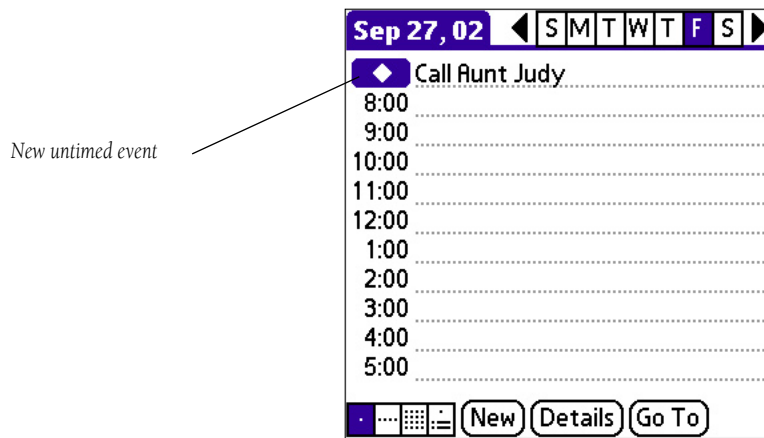 Sep 27, 02 S M T W T F S
Call Aunt Judy
8:00
9:00
New untimed event
10:00
11:00
12:00
1:00
2:00
3:00
4:00
5:00
New Details Go To